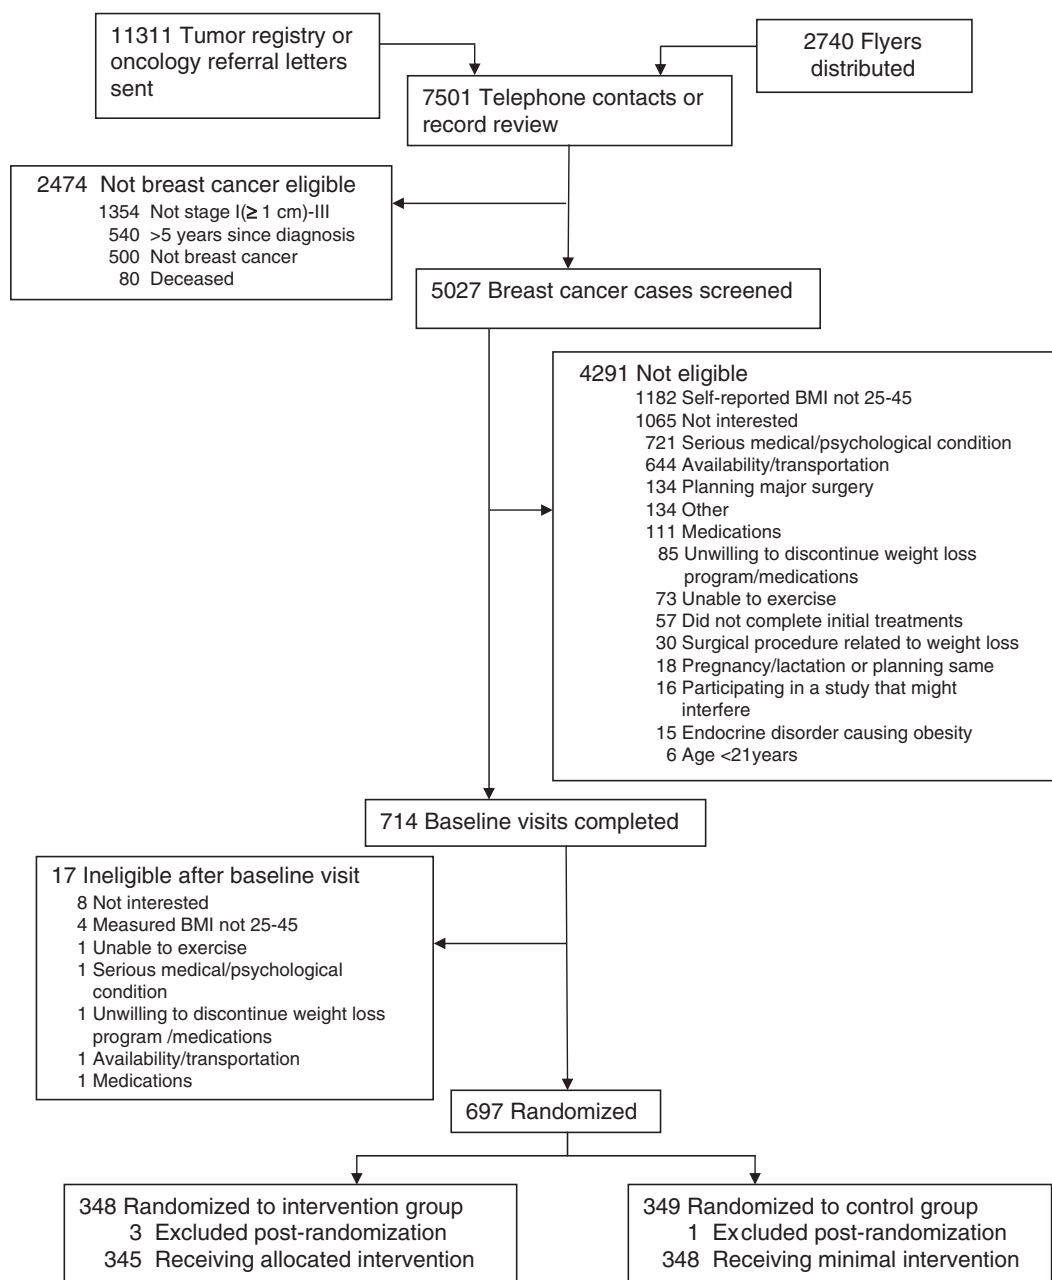 11311 Tumor registry or
oncology referral letters
sent
2740 Flyers
distributed
7501 Telephone contacts or
record review
2474 Not breast cancer eligible
1354 Not stage I(≥ 1 cm)-III
540 >5 years since diagnosis
500 Not breast cancer
80 Deceased
5027 Breast cancer cases screened
4291 Not eligible
1182 Self-reported BMI not 25-45
1065 Not interested
721 Serious medical/psychological condition
644 Availability/transportation
134 Planning major surgery
134 Other
111 Medications
85 Unwilling to discontinue weight loss
program/medications
73 Unable to exercise
57 Did not complete initial treatments
30 Surgical procedure related to weight loss
18 Pregnancy/lactation or planning same
16 Participating in a study that might
interfere
15 Endocrine disorder causing obesity
6 Age <21years
714 Baseline visits completed
17 Ineligible after baseline visit
8 Not interested
4 Measured BMI not 25-45
1 Unable to exercise
1 Serious medical/psychological
condition
1 Unwilling to discontinue weight loss
program /medications
1 Availability/transportation
1 Medications
697 Randomized
348 Randomized to intervention group
3 Excluded post-randomization
345 Receiving allocated intervention
349 Randomized to control group
1 Excluded post-randomization
348 Receiving minimal intervention